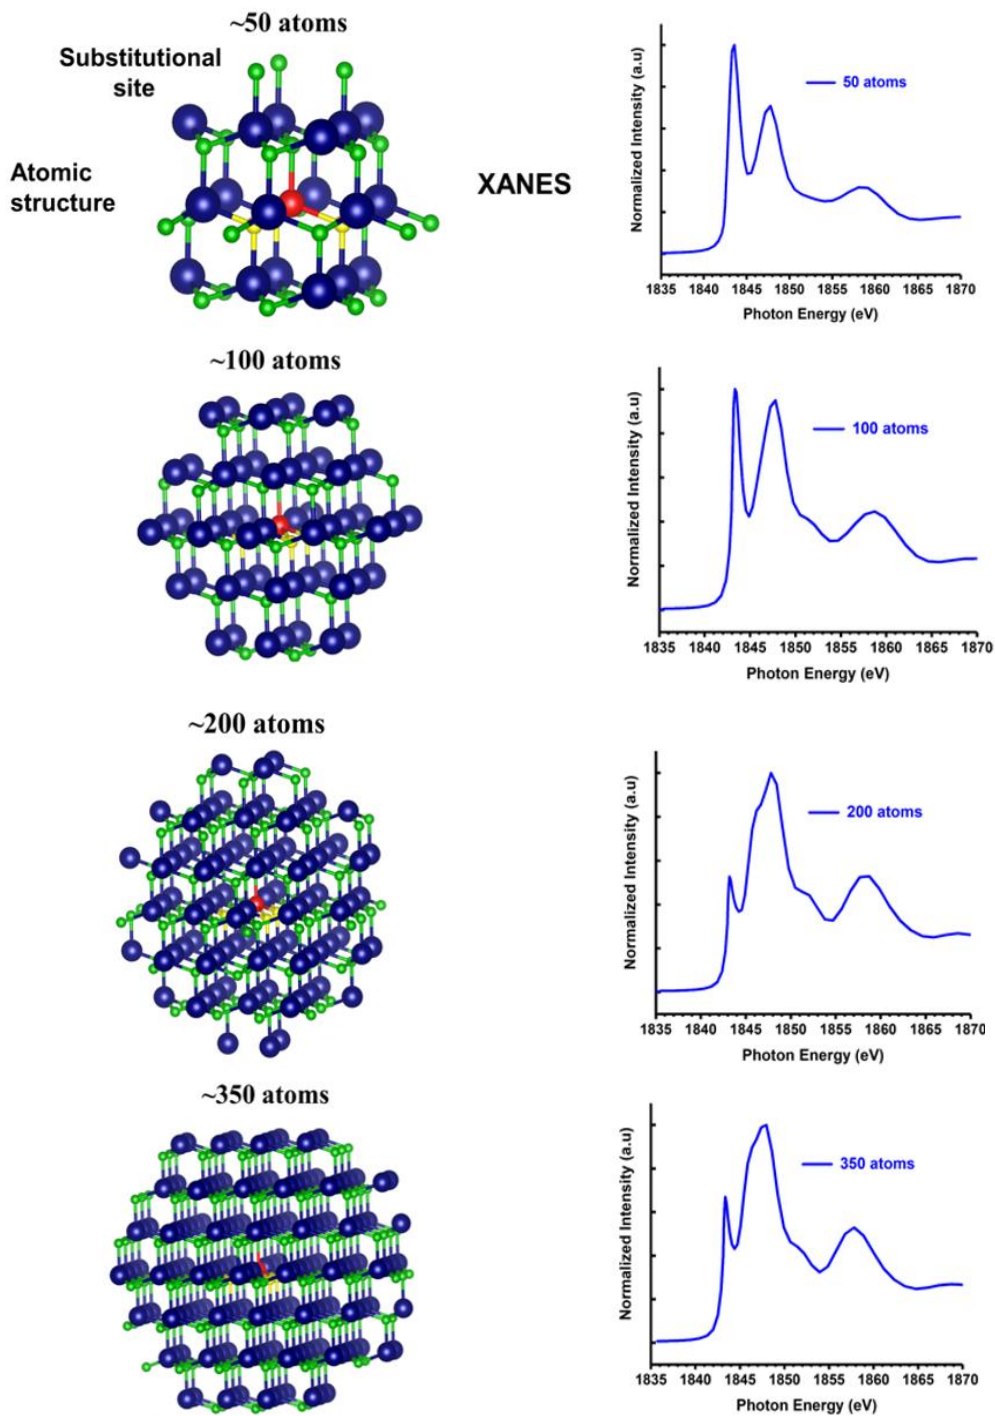 ~50 atoms
Substitutional
site
Atomic
structure
XANES
Normalized Intensity (a.u)
50 atoms
1835 1840 1845 1850 1855 1860 1865 1870
Photon Energy (eV)
~100 atoms
Normalized Intensity (a.u)
100 atoms
1835 1840 1845 1850 1855 1860 1865 1870
Photon Energy (eV)
~200 atoms
Normalized Intensity (a.u)
200 atoms
1835 1840 1845 1850 1855 1860 1865 1870
Photon Energy (eV)
~350 atoms
Normalized Intensity (a.u)
350 atoms
1835 1840 1845 1850 1855 1860 1865 1870
Photon Energy (eV)